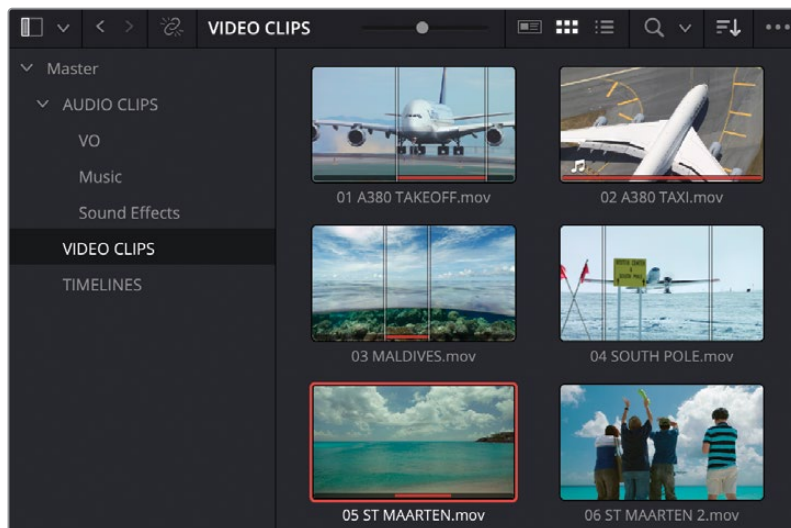 VIDEO CLIPS
Master
AUDIO CLIPS
VO
Music
Sound Effects
VIDEO CLIPS
TIMELINES
01 A380 TAKEOFF.mov
02 A380 TAXI.mov
03 MALDIVES.mov
04 SOUTH POLE.mov
05 ST MAARTEN.mov
06 ST MAARTEN 2.mov